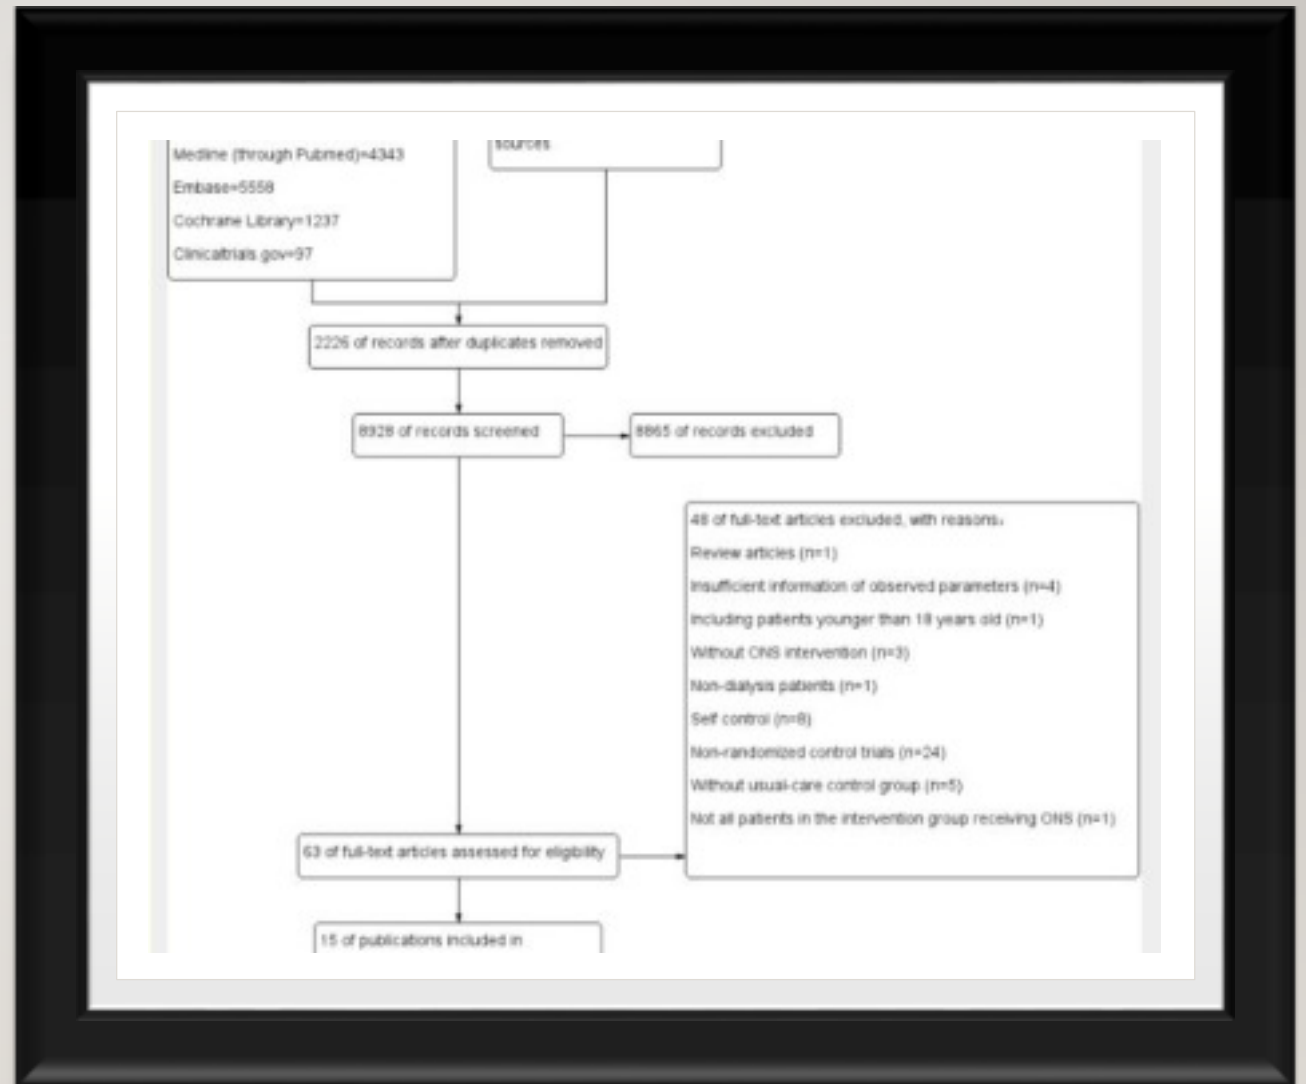 Medline (through Pubmed)=4343
Embase=5558
Cochrane Library=1237
Clinicaltrials.gov=97
sources
2226 of records after duplicates removed
8928 of records screened
8865 of records excluded
48 of full-text articles excluded, with reasons:
Review articles (n=1)
Insufficient information of observed parameters (n=4)
Including patients younger than 18 years old (n=1)
Without ONS intervention (n=3)
Non-dialysis patients (n=1)
Self control (n=8)
Non-randomized control trials (n=24)
Without usual-care control group (n=5)
Not all patients in the intervention group receiving ONS (n=1)
63 of full-text articles assessed for eligibility
15 of publications included in